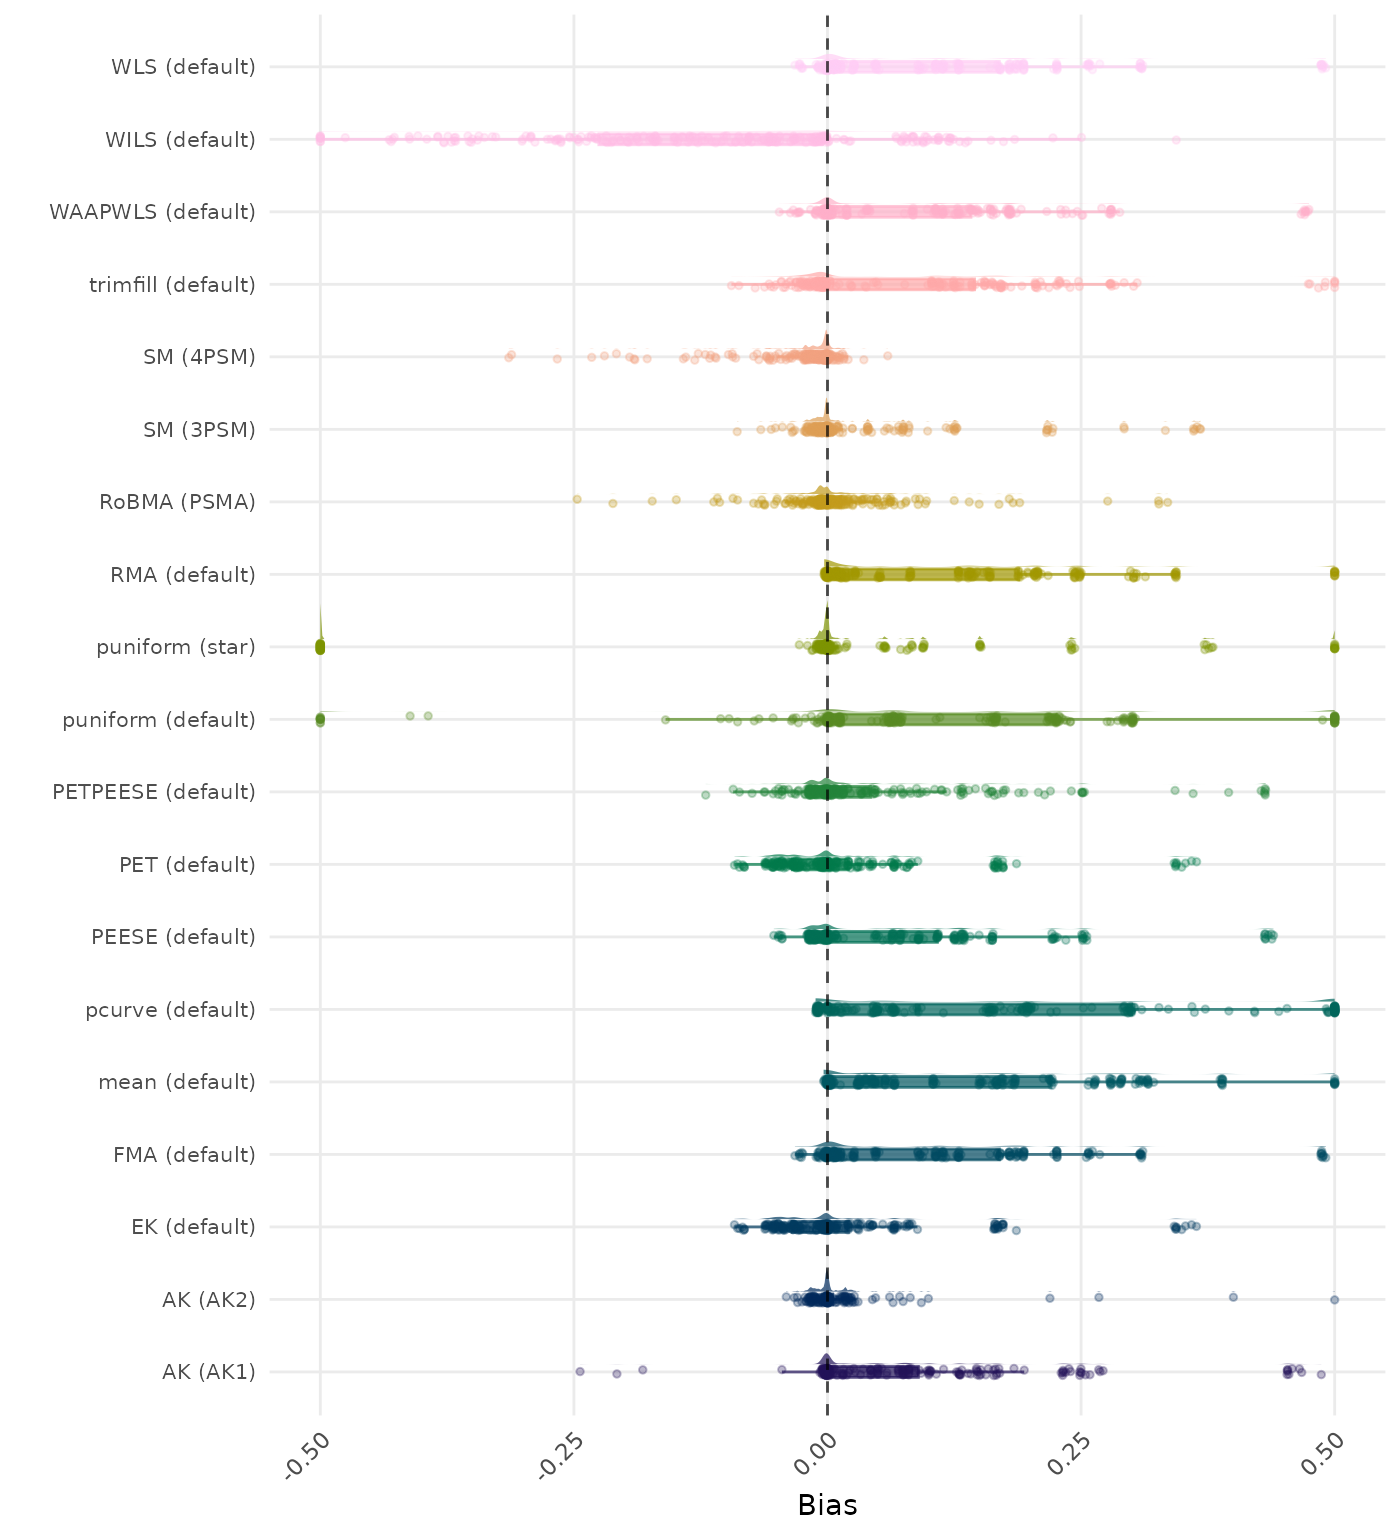 WLS (default)
WILS (default)
WAAPWLS (default)
trimfill (default)
SM (4PSM)
SM (3PSM)
RoBMA (PSMA)
RMA (default)
puniform (star)
puniform (default)
PETPEESE (default)
PET (default)
PEESE (default)
pcurve (default)
mean (default)
FMA (default)
EK (default)
AK (AK2)
AK (AK1)
-0.50
-0.25
0.00
0.25
0.50
Bias